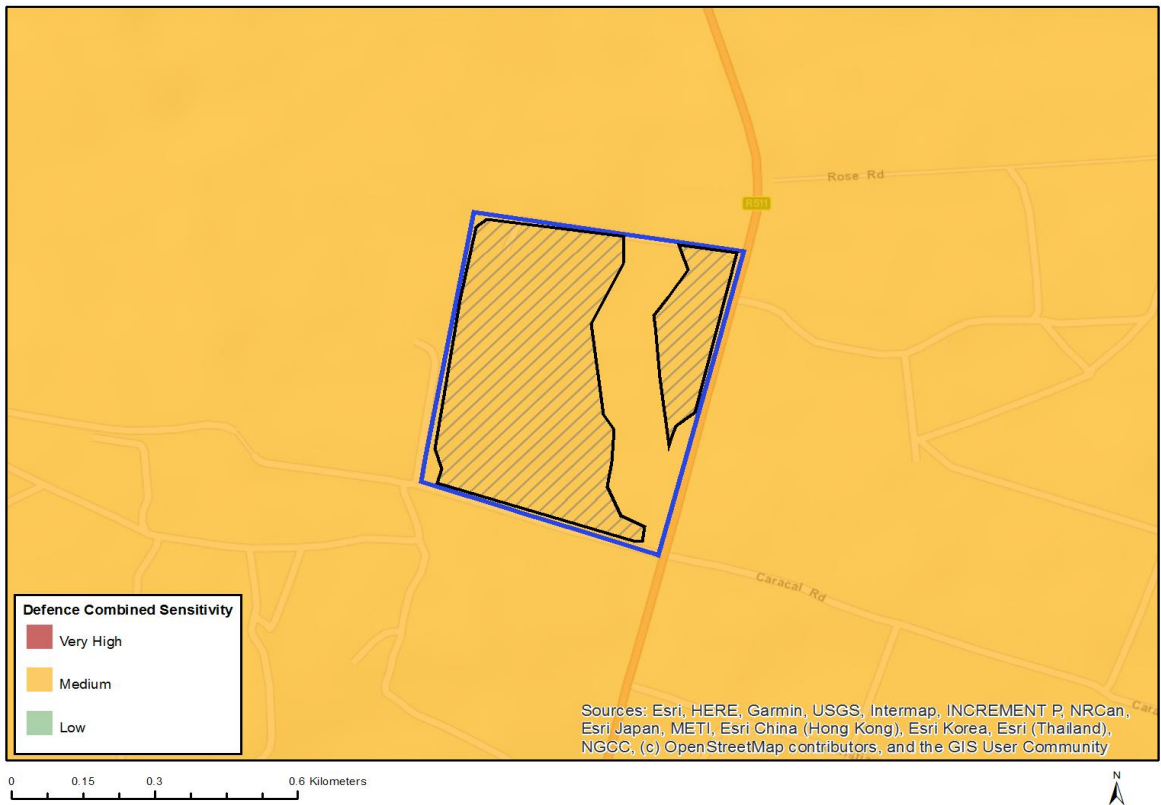 Rose Rd
R511
Caracal Rd
Defence Combined Sensitivity
Very High
Medium
Low
Cara
Sources: Esri, HERE, Garmin, USGS, Intermap, INCREMENT P, NRCan,
Esri Japan, METI, Esri China (Hong Kong), Esri Korea, Esri (Thailand),
NGCC, (c) OpenStreetMap contributors, and the GIS User Community
0 0.15 0.3 0.6 Kilometers
N